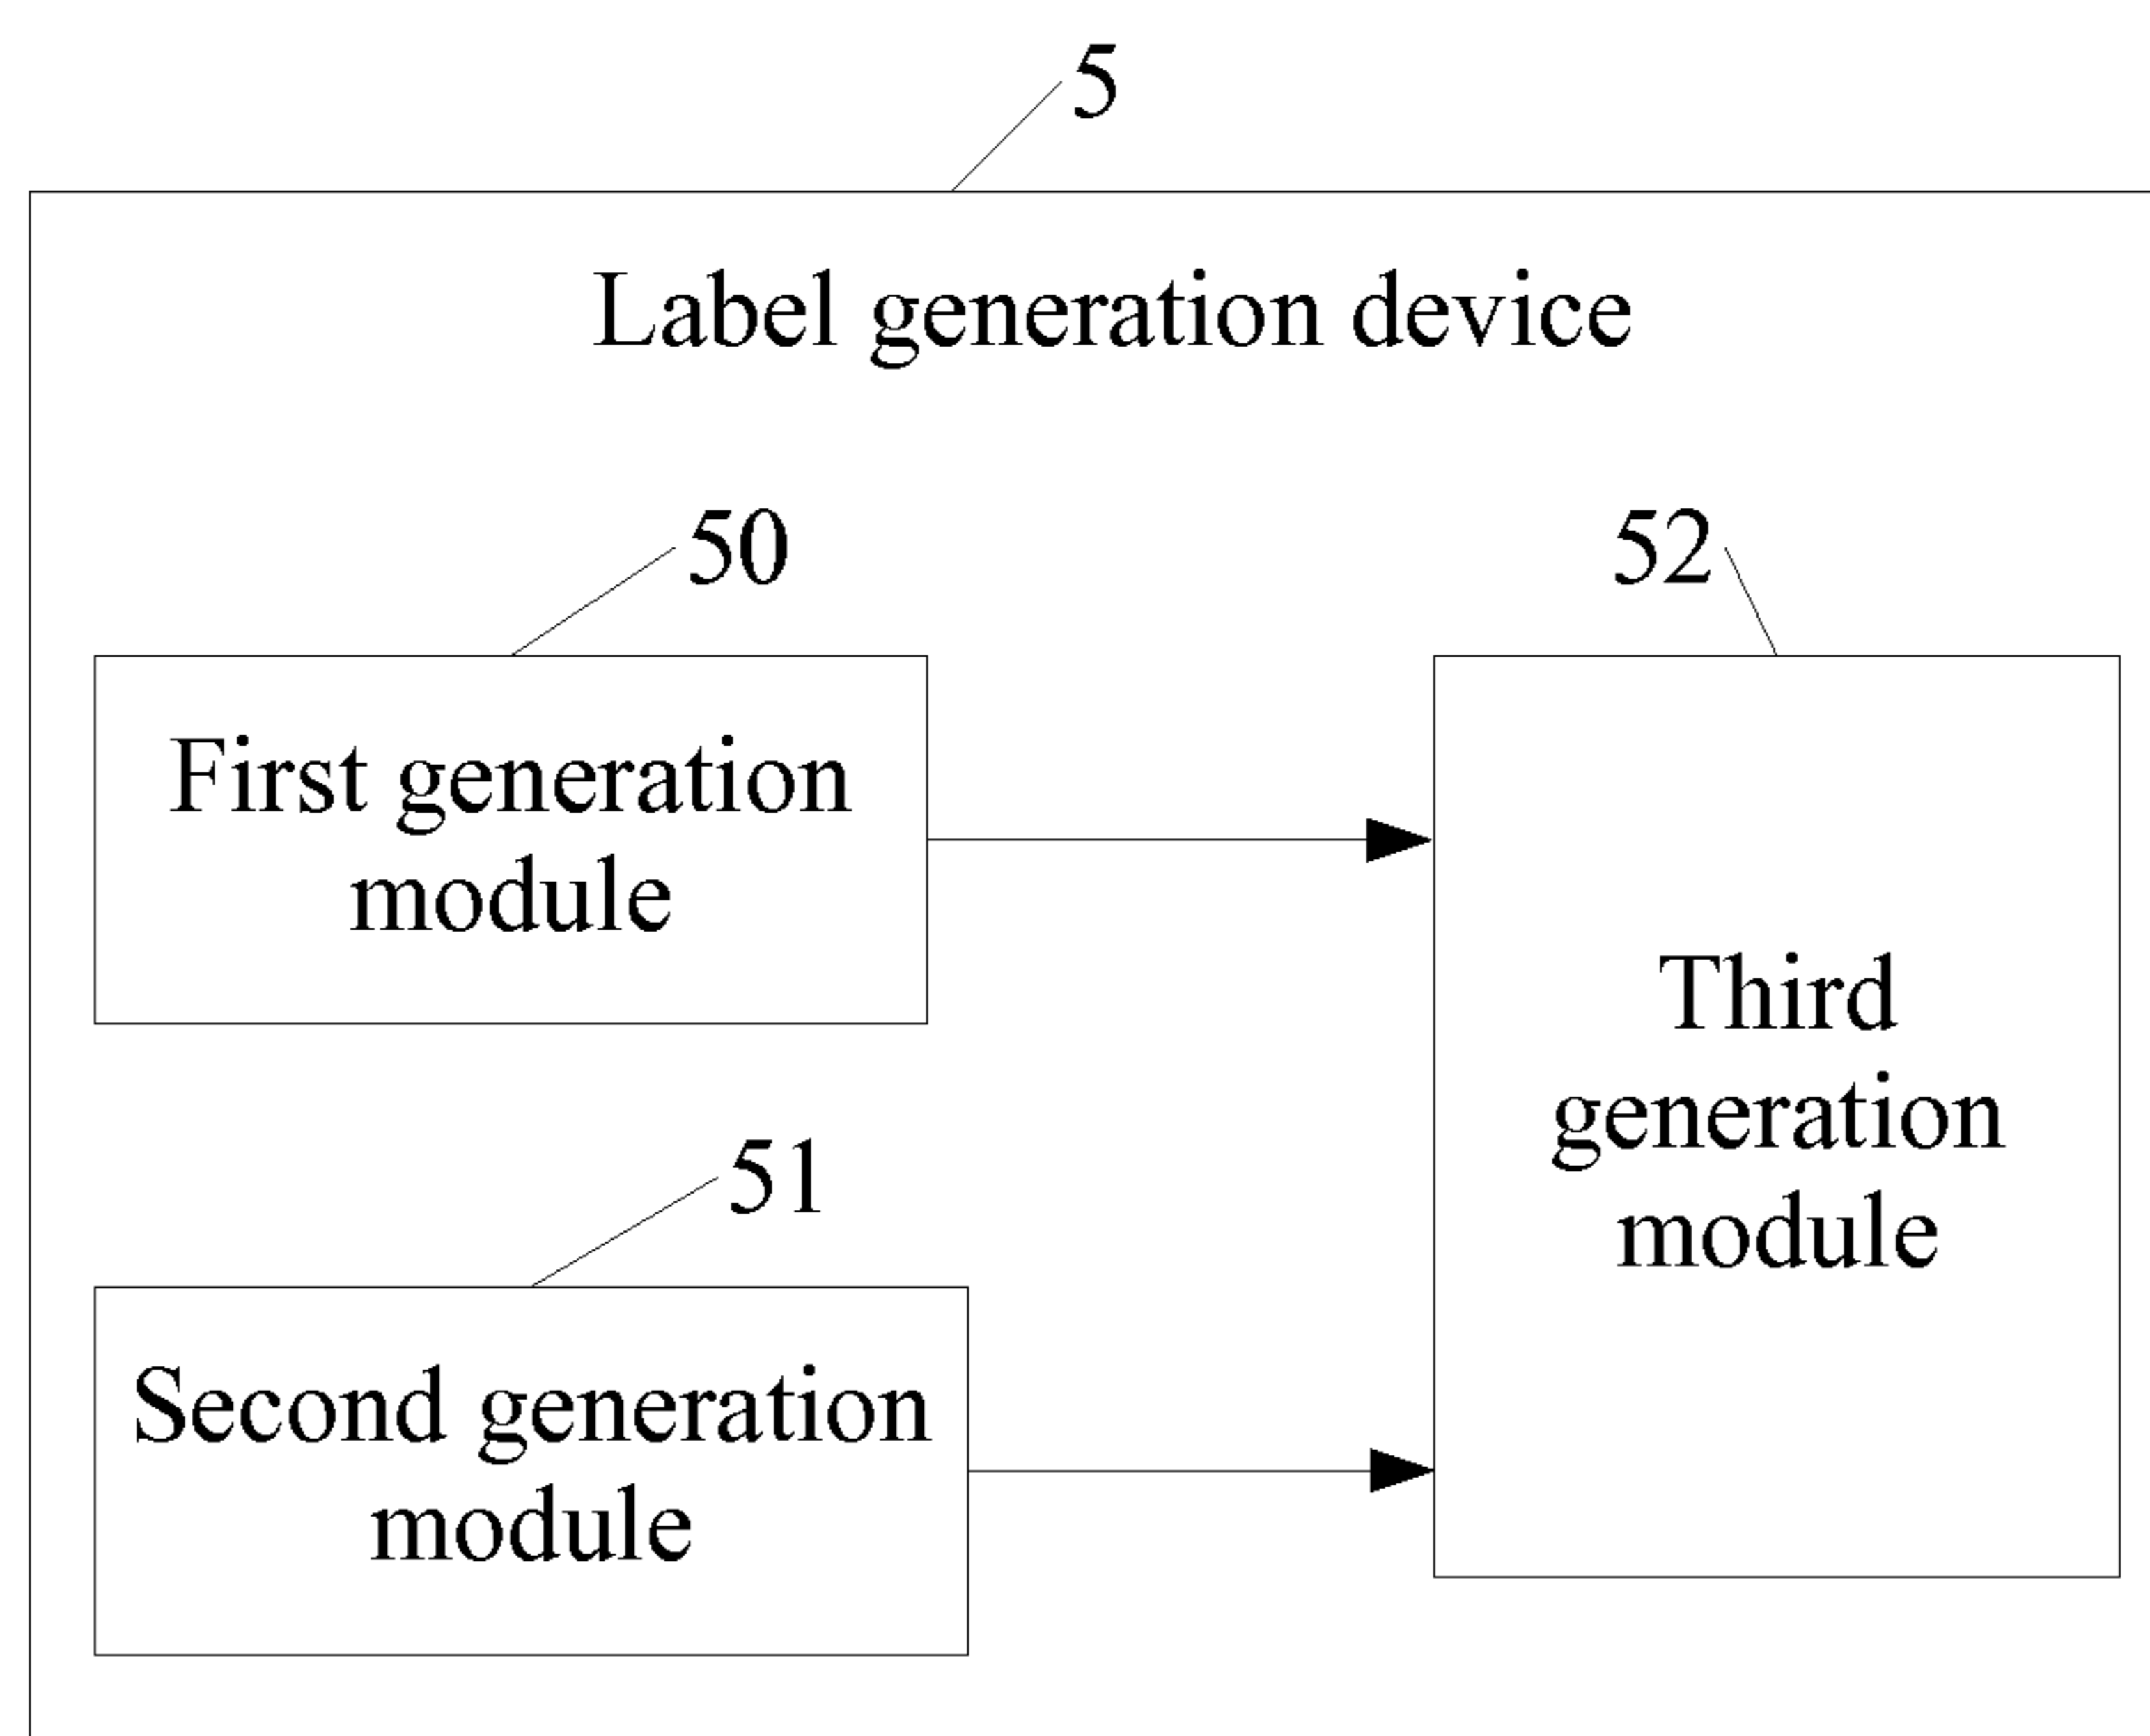 5
Label generation device
50
52
First generation
module
Third
generation
module
51
Second generation
module